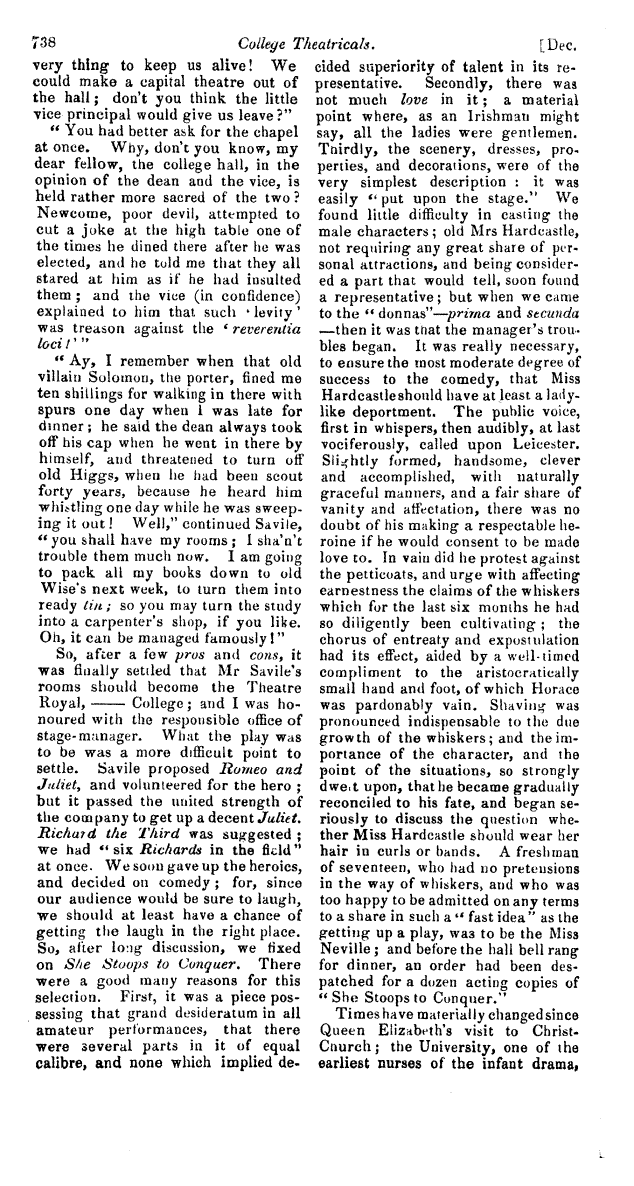 738 College Theatricals. [Dec.
very thing to keep us alive! We
could make a capital theatre out of
the hall; don't you think the little
vice principal would give us leave?"
"You had better ask for the chapel
at once. Why, don't you know, my
dear fellow, the college hall, in the
opinion of the dean and the vice, is
held rather more sacred of the two?
Newcome, poor devil, attempted to
cut a joke at the high table one of
the times he dined there after he was
elected, and he told me that they all
stared at him as if he had insulted
them; and the vice (in confidence)
explained to him that such 'levity'
was treason against the 'reverentia
loci!'"
"Ay, I remember when that old
villain Solomon, the porter, fined me
ten shillings for walking in there with
spurs one day when I was late for
dinner; he said the dean always took
off his cap when he went in there by
himself, and threatened to turn off
old Higgs, when he had been scout
forty years, because he heard him
whistling one day while he was sweep-
ing it out! Well," continued Savile,
"you shall have my rooms; I sha'n't
trouble them much now. I am going
to pack all my books down to old
Wise's next week, to turn them into
ready tin; so you may turn the study
into a carpenter's shop, if you like.
Oh, it can be managed famously!"
So, after a few pros and cons, it
was finally settled that Mr Savile's
rooms should become the Theatre
Royal, —— College; and I was ho-
noured with the responsible office of
stage-manager. What the play was
to be was a more difficult point to
settle. Savile proposed Romeo and
Juliet, and volunteered for the hero;
but it passed the united strength of
the company to get up a decent Juliet.
Richard the Third was suggested;
we had "six Richards in the field"
at once. We soon gave up the heroics,
and decided on comedy; for, since
our audience would be sure to laugh,
we should at least have a chance of
getting the laugh in the right place.
So, after long discussion, we fixed
on She Stoops to Conquer. There
were a good many reasons for this
selection. First, it was a piece pos-
sessing that grand desideratum in all
amateur performances, that there
were several parts in it of equal
calibre, and none which implied de-
cided superiority of talent in its re-
presentative. Secondly, there was
not much love in it; a material
point where, as an Irishman might
say, all the ladies were gentlemen.
Thirdly, the scenery, dresses, pro-
perties, and decorations, were of the
very simplest description: it was
easily "put upon the stage." We
found little difficulty in casting the
male characters; old Mrs Hardcastle,
not requiring any great share of per-
sonal attractions, and being consider-
ed a part that would tell, soon found
a representative; but when we came
to the "donnas"—prima and secunda
—then it was that the manager's trou-
bles began. It was really necessary,
to ensure the most moderate degree of
success to the comedy, that Miss
Hardcastle should have at least a lady-
like deportment. The public voice,
first in whispers, then audibly, at last
vociferously, called upon Leicester.
Slightly formed, handsome, clever
and accomplished, with naturally
graceful manners, and a fair share of
vanity and affectation, there was no
doubt of his making a respectable he-
roine if he would consent to be made
love to. In vain did he protest against
the petticoats, and urge with affecting
earnestness the claims of the whiskers
which for the last six months he had
so diligently been cultivating; the
chorus of entreaty and expostulation
had its effect, aided by a well-timed
compliment to the aristocratically
small hand and foot, of which Horace
was pardonably vain. Shaving was
pronounced indispensable to the due
growth of the whiskers; and the im-
portance of the character, and the
point of the situations, so strongly
dwelt upon, that he became gradually
reconciled to his fate, and began se-
riously to discuss the question whe-
ther Miss Hardcastle should wear her
hair in curls or bands. A freshman
of seventeen, who had no pretensions
in the way of whiskers, and who was
too happy to be admitted on any terms
to a share in such a "fast idea" as the
getting up a play, was to be the Miss
Neville; and before the hall bell rang
for dinner, an order had been des-
patched for a dozen acting copies of
"She Stoops to Conquer."
Times have materially changed since
Queen Elizabeth's visit to Christ-
Church; the University, one of the
earliest nurses of the infant drama,